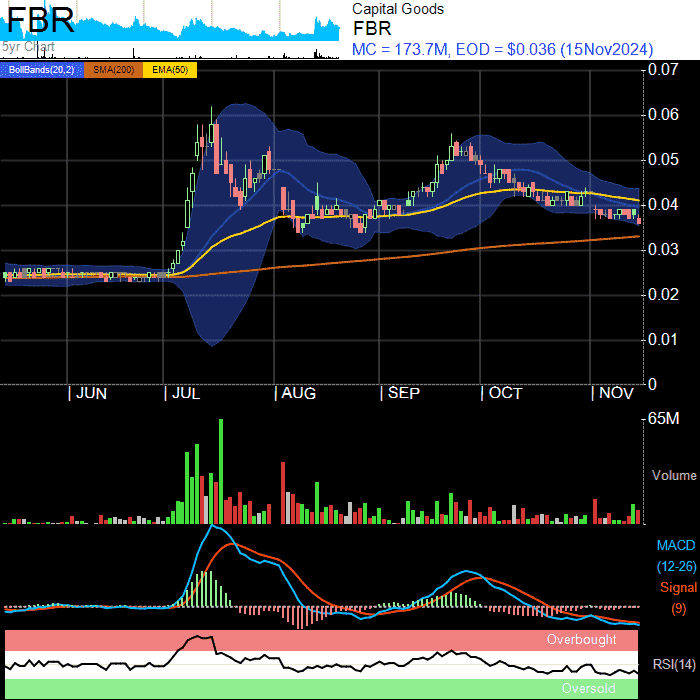 FBR
5yr Chart
Capital Goods
FBR
MC = 173.7M, EOD = $0.036 (15Nov2024)
BollBands(20,2) SMA(200) EMA(50)
0.07
0.06
0.05
0.04
0.03
0.02
0.01
0
| JUN | JUL | AUG | SEP | OCT | NOV
65M
Volume
MACD
(12-26)
Signal
(9)
Overbought
RSI(14)
Oversold